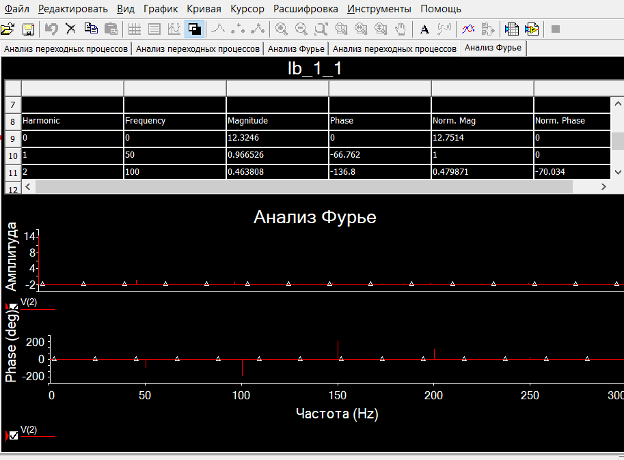 Файл Редактировать Вид График Кривая Курсор Расшифровка Инструменты Помощь
Анализ переходных процессов Анализ переходных процессов Анализ Фурье Анализ переходных процессов Анализ Фурье
lb_1_1
7
8 Harmonic Frequency Magnitude Phase Norm. Mag Norm. Phase
9 0 0 12.3246 0 12.7514 0
10 1 50 0.966526 -66.762 1 0
11 2 100 0.463808 -136.8 0.479871 -70.034
12
Анализ Фурье
Амплитуда
14
8
4
-2
V(2)
Phase (deg)
200
0
-200
0 50 100 150 200 250 300
Частота (Hz)
V(2)